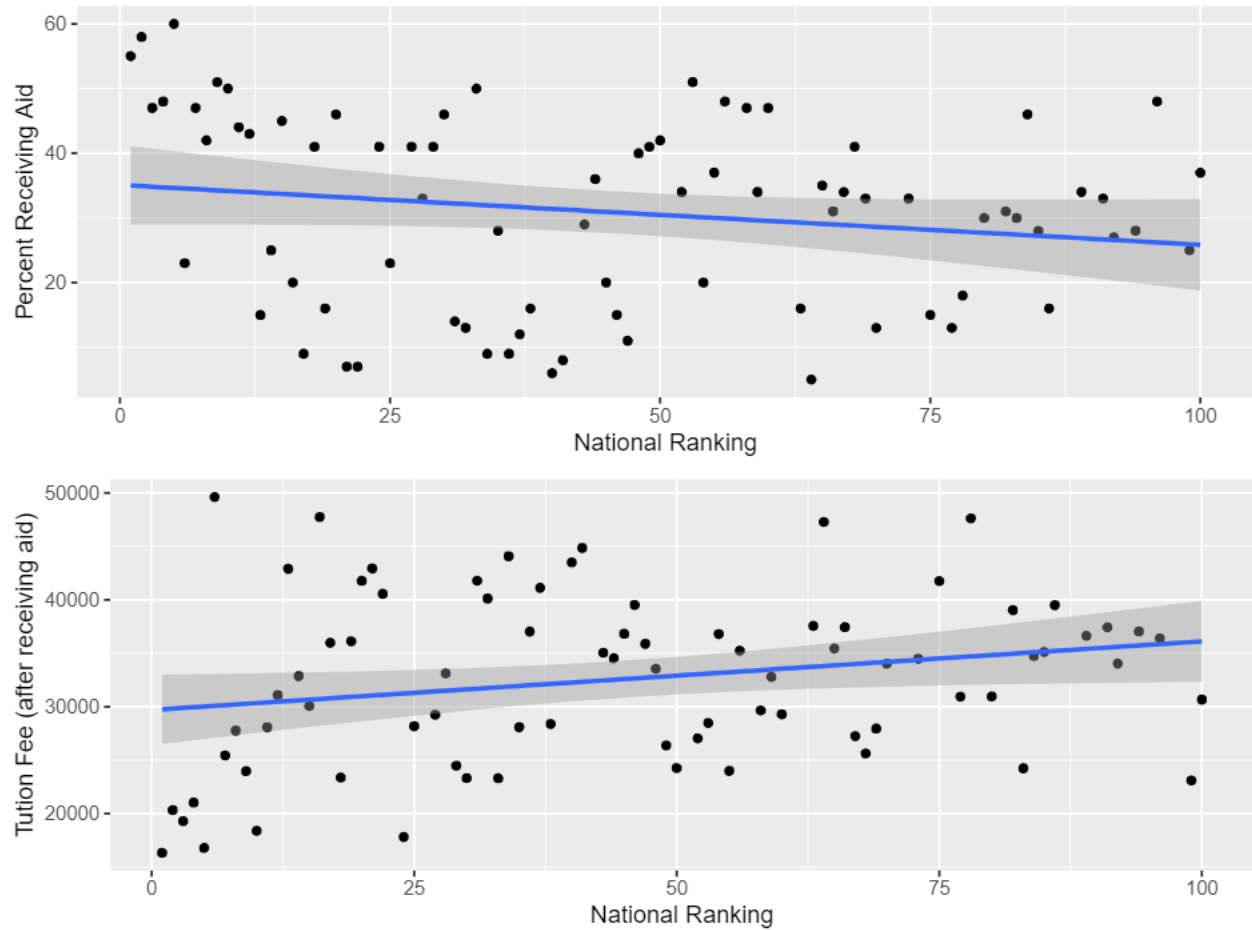 60
40
20
Percent Receiving Aid
0 25 50 75 100
National Ranking
50000
40000
30000
20000
Tution Fee (after receiving aid)
0 25 50 75 100
National Ranking